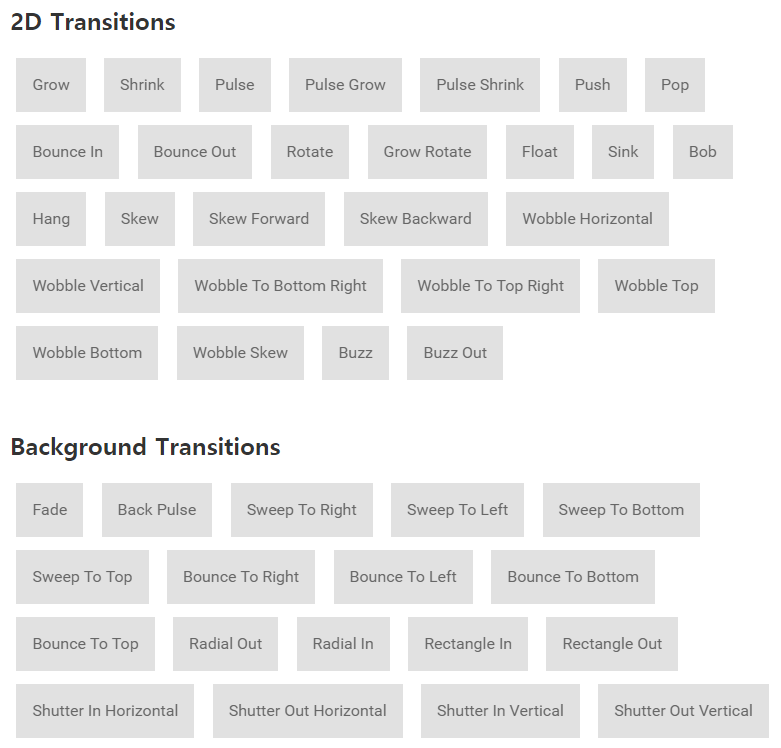 2D Transitions
Grow Shrink Pulse Pulse Grow Pulse Shrink Push Pop
Bounce In Bounce Out Rotate Grow Rotate Float Sink Bob
Hang Skew Skew Forward Skew Backward Wobble Horizontal
Wobble Vertical Wobble To Bottom Right Wobble To Top Right Wobble Top
Wobble Bottom Wobble Skew Buzz Buzz Out
Background Transitions
Fade Back Pulse Sweep To Right Sweep To Left Sweep To Bottom
Sweep To Top Bounce To Right Bounce To Left Bounce To Bottom
Bounce To Top Radial Out Radial In Rectangle In Rectangle Out
Shutter In Horizontal Shutter Out Horizontal Shutter In Vertical Shutter Out Vertical